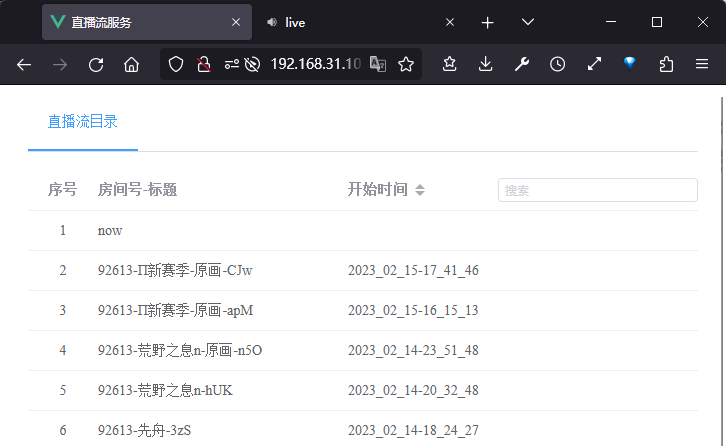 直播流服务
live
192.168.31.10
直播流目录
序号 房间号-标题 开始时间 搜索
1 now
2 92613-П新赛季-原画-CJw 2023_02_15-17_41_46
3 92613-П新赛季-原画-apM 2023_02_15-16_15_13
4 92613-荒野之息n-原画-n5O 2023_02_14-23_51_48
5 92613-荒野之息n-hUK 2023_02_14-20_32_48
6 92613-先舟-3zS 2023_02_14-18_24_27